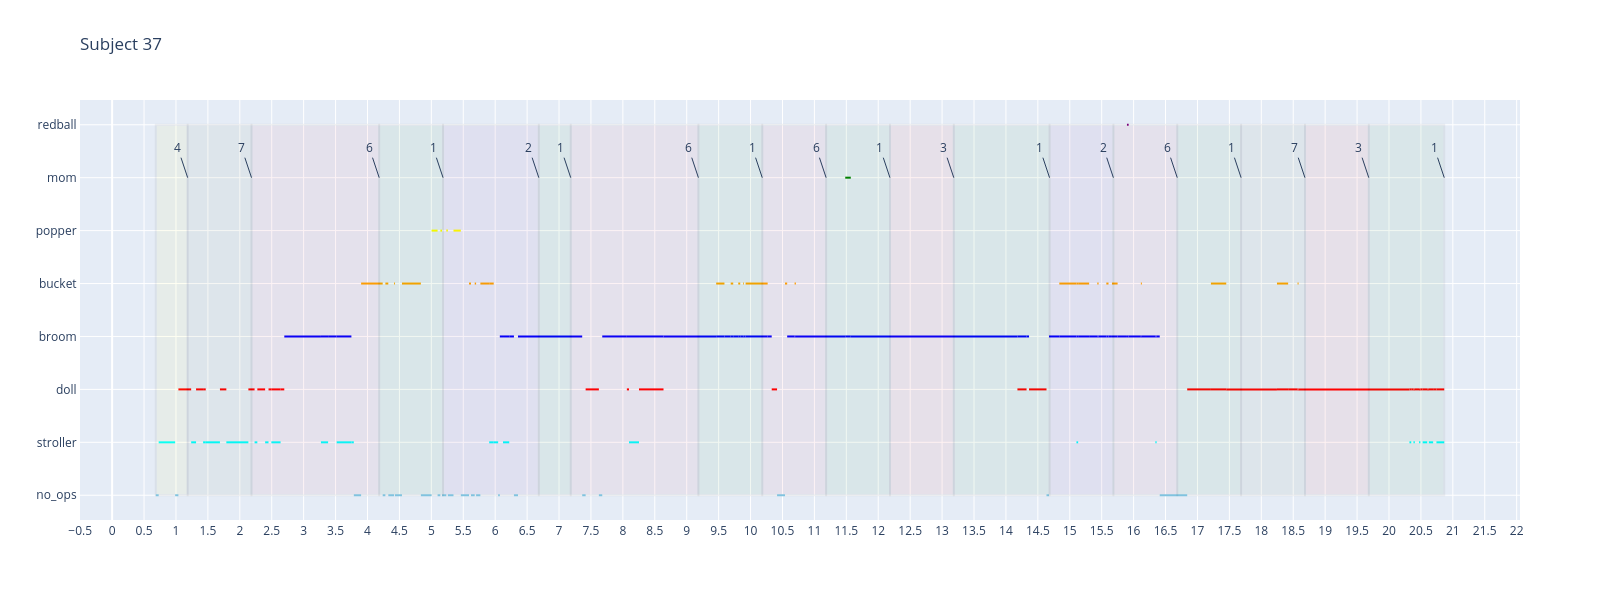 Subject 37
redball
4 7 6 1 2 1 6 1 6 1 3 1 2 6 1 7 3 1
mom
popper
bucket
broom
doll
stroller
no_ops
−0.5 0 0.5 1 1.5 2 2.5 3 3.5 4 4.5 5 5.5 6 6.5 7 7.5 8 8.5 9 9.5 10 10.5 11 11.5 12 12.5 13 13.5 14 14.5 15 15.5 16 16.5 17 17.5 18 18.5 19 19.5 20 20.5 21 21.5 22